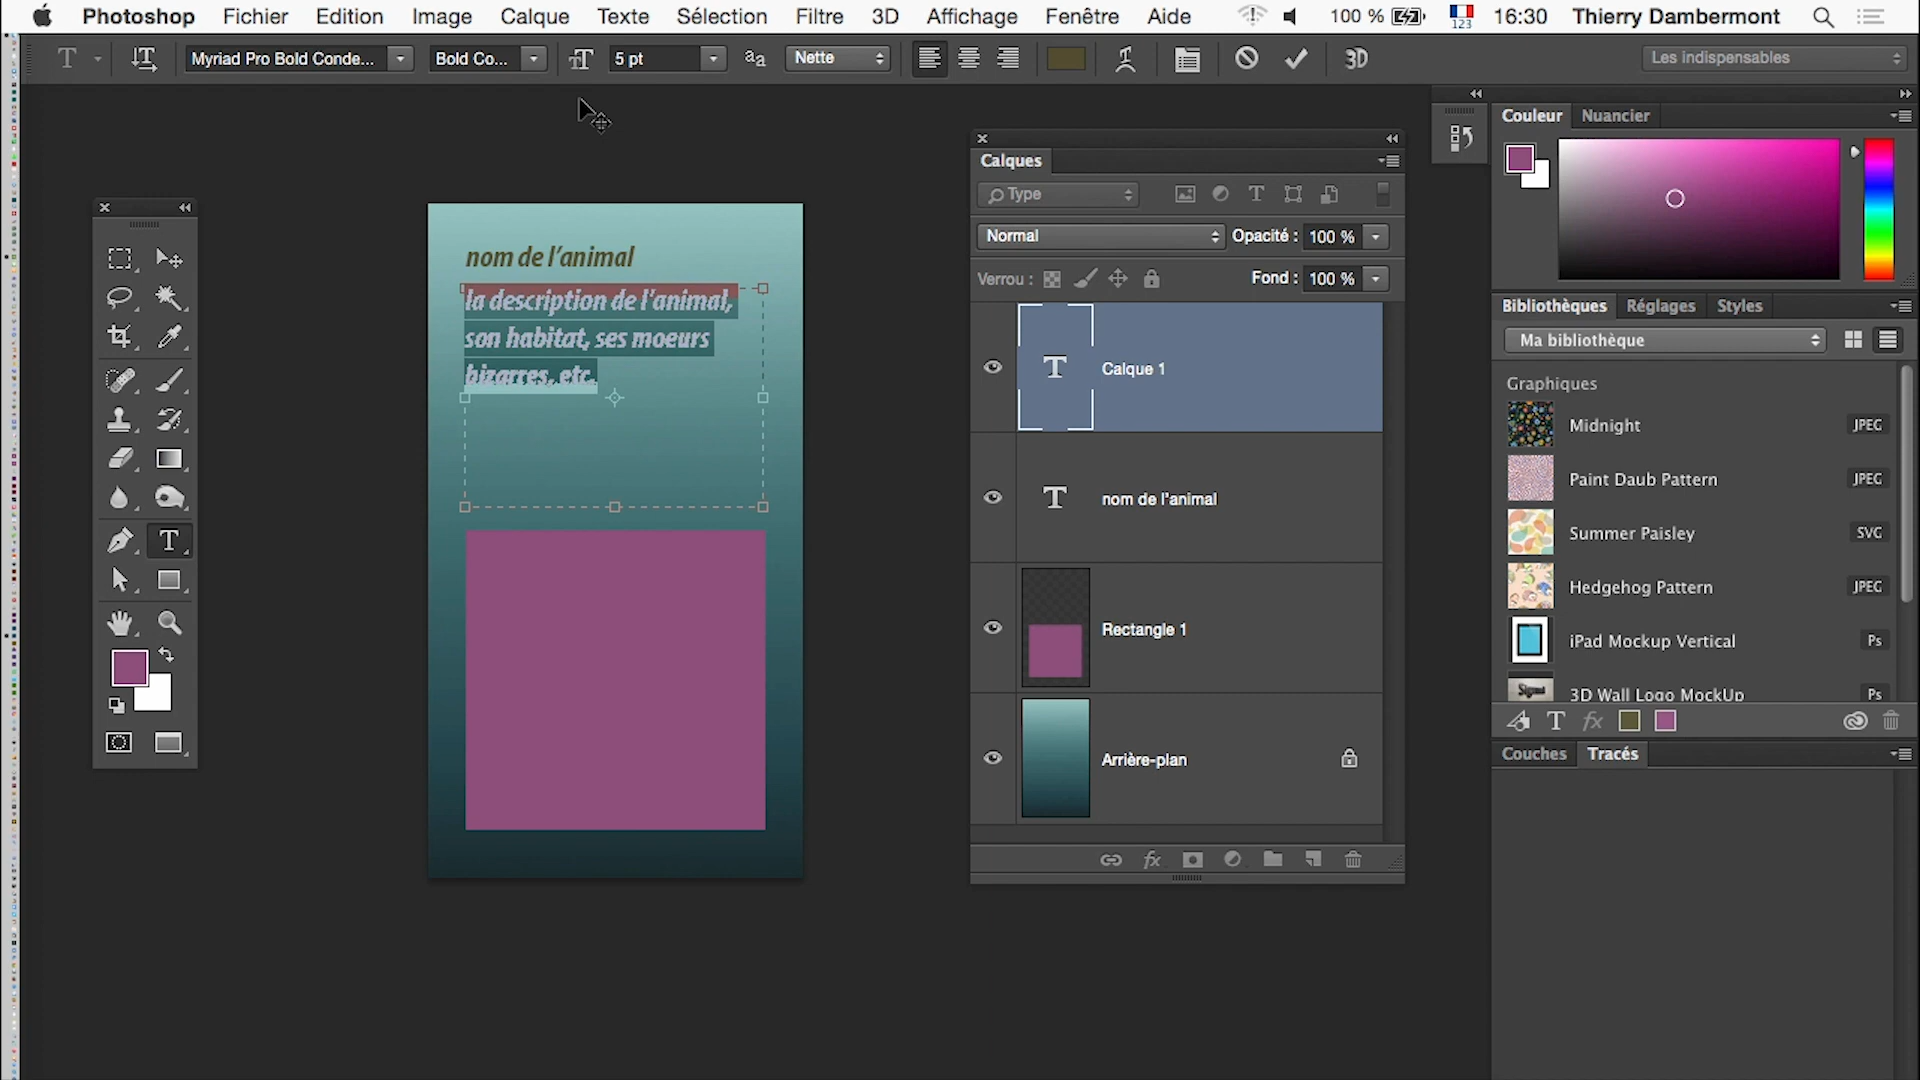 Photoshop Fichier Edition Image Calque Texte Sélection Filtre 3D Affichage Fenêtre Aide 100 % 123 16:30 Thierry Dambermont
T Myriad Pro Bold Conde... Bold Co... 5 pt aa Nette 3D Les indispensables
nom de l'animal
la description de l'animal,
son habitat, ses moeurs
bizarres, etc.
Calques
Type
Normal Opacité : 100 %
Verrou : Fond : 100 %
Calque 1
nom de l'animal
Rectangle 1
Arrière-plan
fx
Couleur Nuancier
Bibliothèques Réglages Styles
Ma bibliothèque
Graphiques
Midnight JPEG
Paint Daub Pattern JPEG
Summer Paisley SVG
Hedgehog Pattern JPEG
iPad Mockup Vertical Ps
3D Wall Logo MockUp Ps
T fx
Couches Tracés